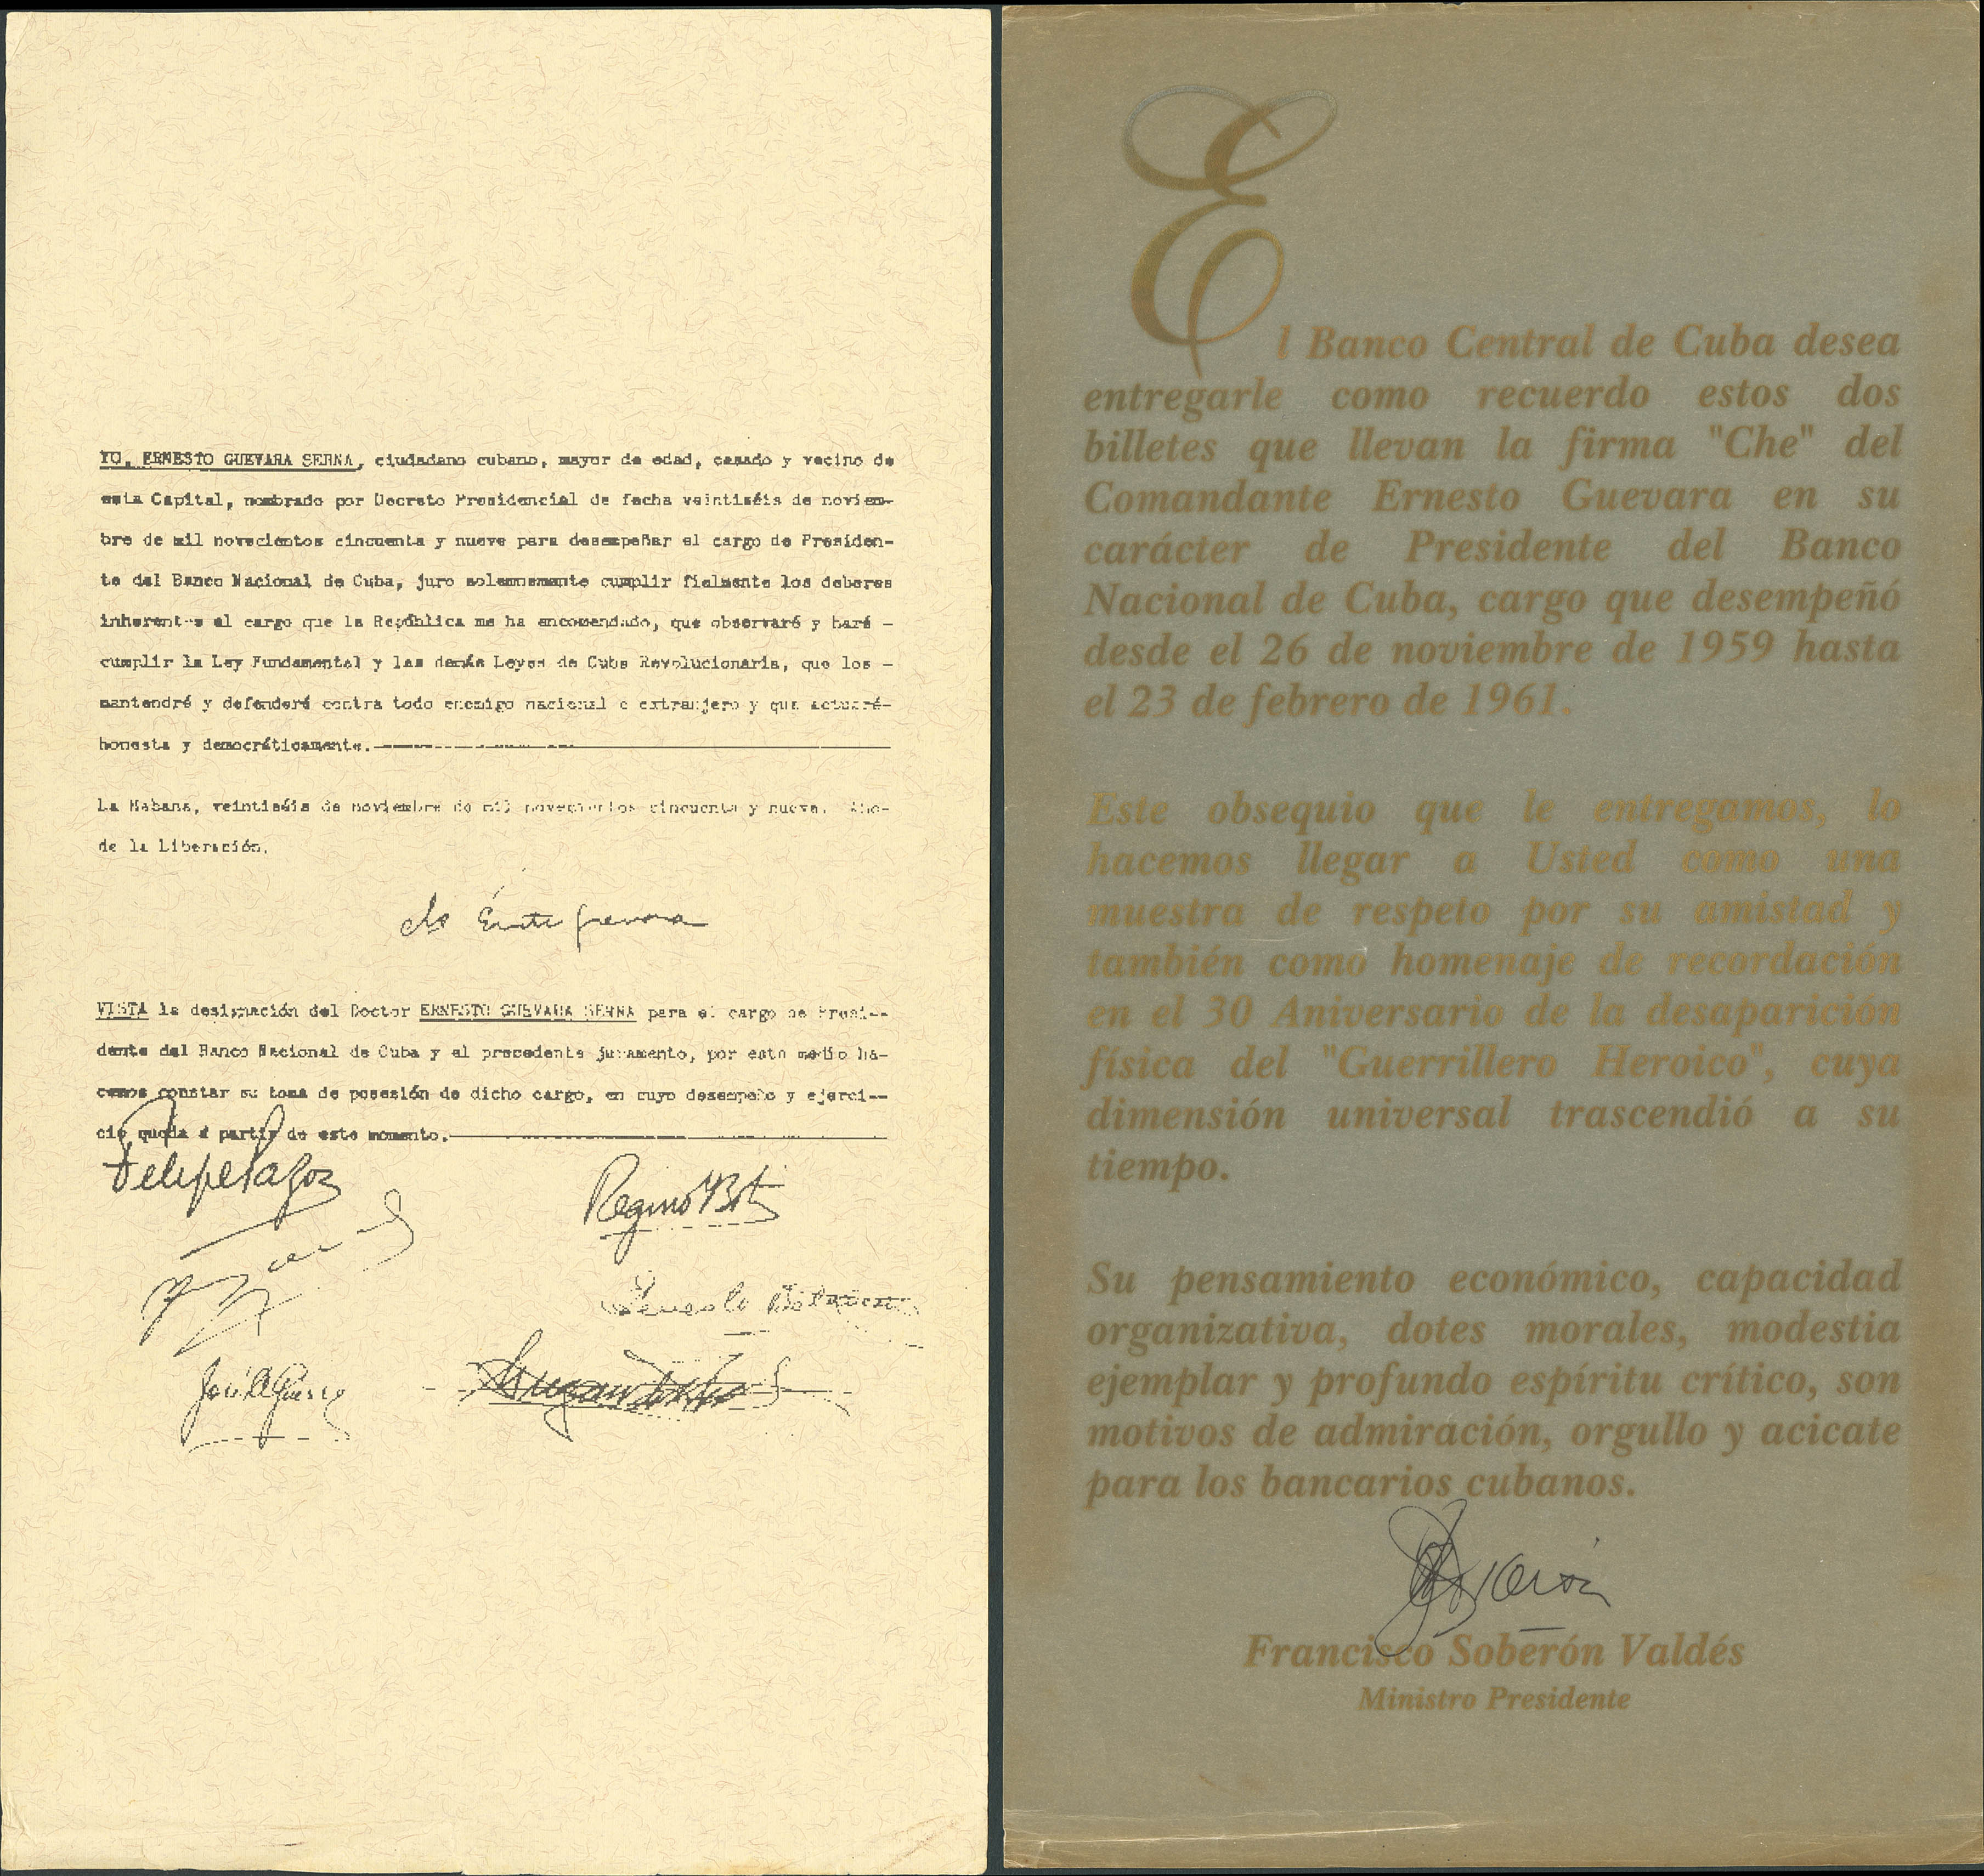 YO, ERNESTO GUEVARA SERNA, ciudadano cubano, mayor de edad, casado y vecino de
esta Capital, nombrado por Decreto Presidencial de fecha veintiséis de noviem-
bre de mil novecientos cincuenta y nueve para desempeñar el cargo de Presiden-
te del Banco Nacional de Cuba, juro solemnemente cumplir fielmente los deberes
inherentes al cargo que la República me ha encomendado, que observaré y haré -
cumplir la Ley Fundamental y las demás Leyes de Cuba Revolucionaria, que los -
mantendré y defenderé contra todo enemigo nacional o extranjero y que actuaré-
honesta y democráticamente.
La Habana, veintiséis de noviembre de mil novecientos cincuenta y nueve. Año-
de la Liberación.
VISTA la designación del Doctor ERNESTO GUEVARA SERNA para el cargo de Presi--
dente del Banco Nacional de Cuba y el precedente juramento, por este medio ha-
cemos constar su toma de posesión de dicho cargo, en cuyo desempeño y ejerci--
cio queda a partir de este momento.
Felipe Pazos
Regino Boti
El Banco Central de Cuba desea
entregarle como recuerdo estos dos
billetes que llevan la firma "Che" del
Comandante Ernesto Guevara en su
carácter de Presidente del Banco
Nacional de Cuba, cargo que desempeñó
desde el 26 de noviembre de 1959 hasta
el 23 de febrero de 1961.
Este obsequio que le entregamos, lo
hacemos llegar a Usted como una
muestra de respeto por su amistad y
también como homenaje de recordación
en el 30 Aniversario de la desaparición
física del "Guerrillero Heroico", cuya
dimensión universal trascendió a su
tiempo.
Su pensamiento económico, capacidad
organizativa, dotes morales, modestia
ejemplar y profundo espíritu crítico, son
motivos de admiración, orgullo y acicate
para los bancarios cubanos.
Francisco Soberón Valdés
Ministro Presidente